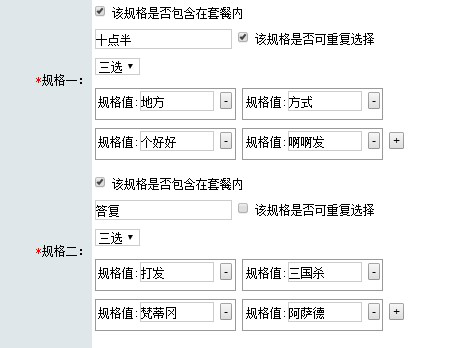 该规格是否包含在套餐内
十点半 该规格是否可重复选择
*规格一： 三选
规格值:地方 - 规格值:方式 -
规格值:个好好 - 规格值:啊啊发 - +
该规格是否包含在套餐内
答复 该规格是否可重复选择
*规格二： 三选
规格值:打发 - 规格值:三国杀 -
规格值:梵蒂冈 - 规格值:阿萨德 - +